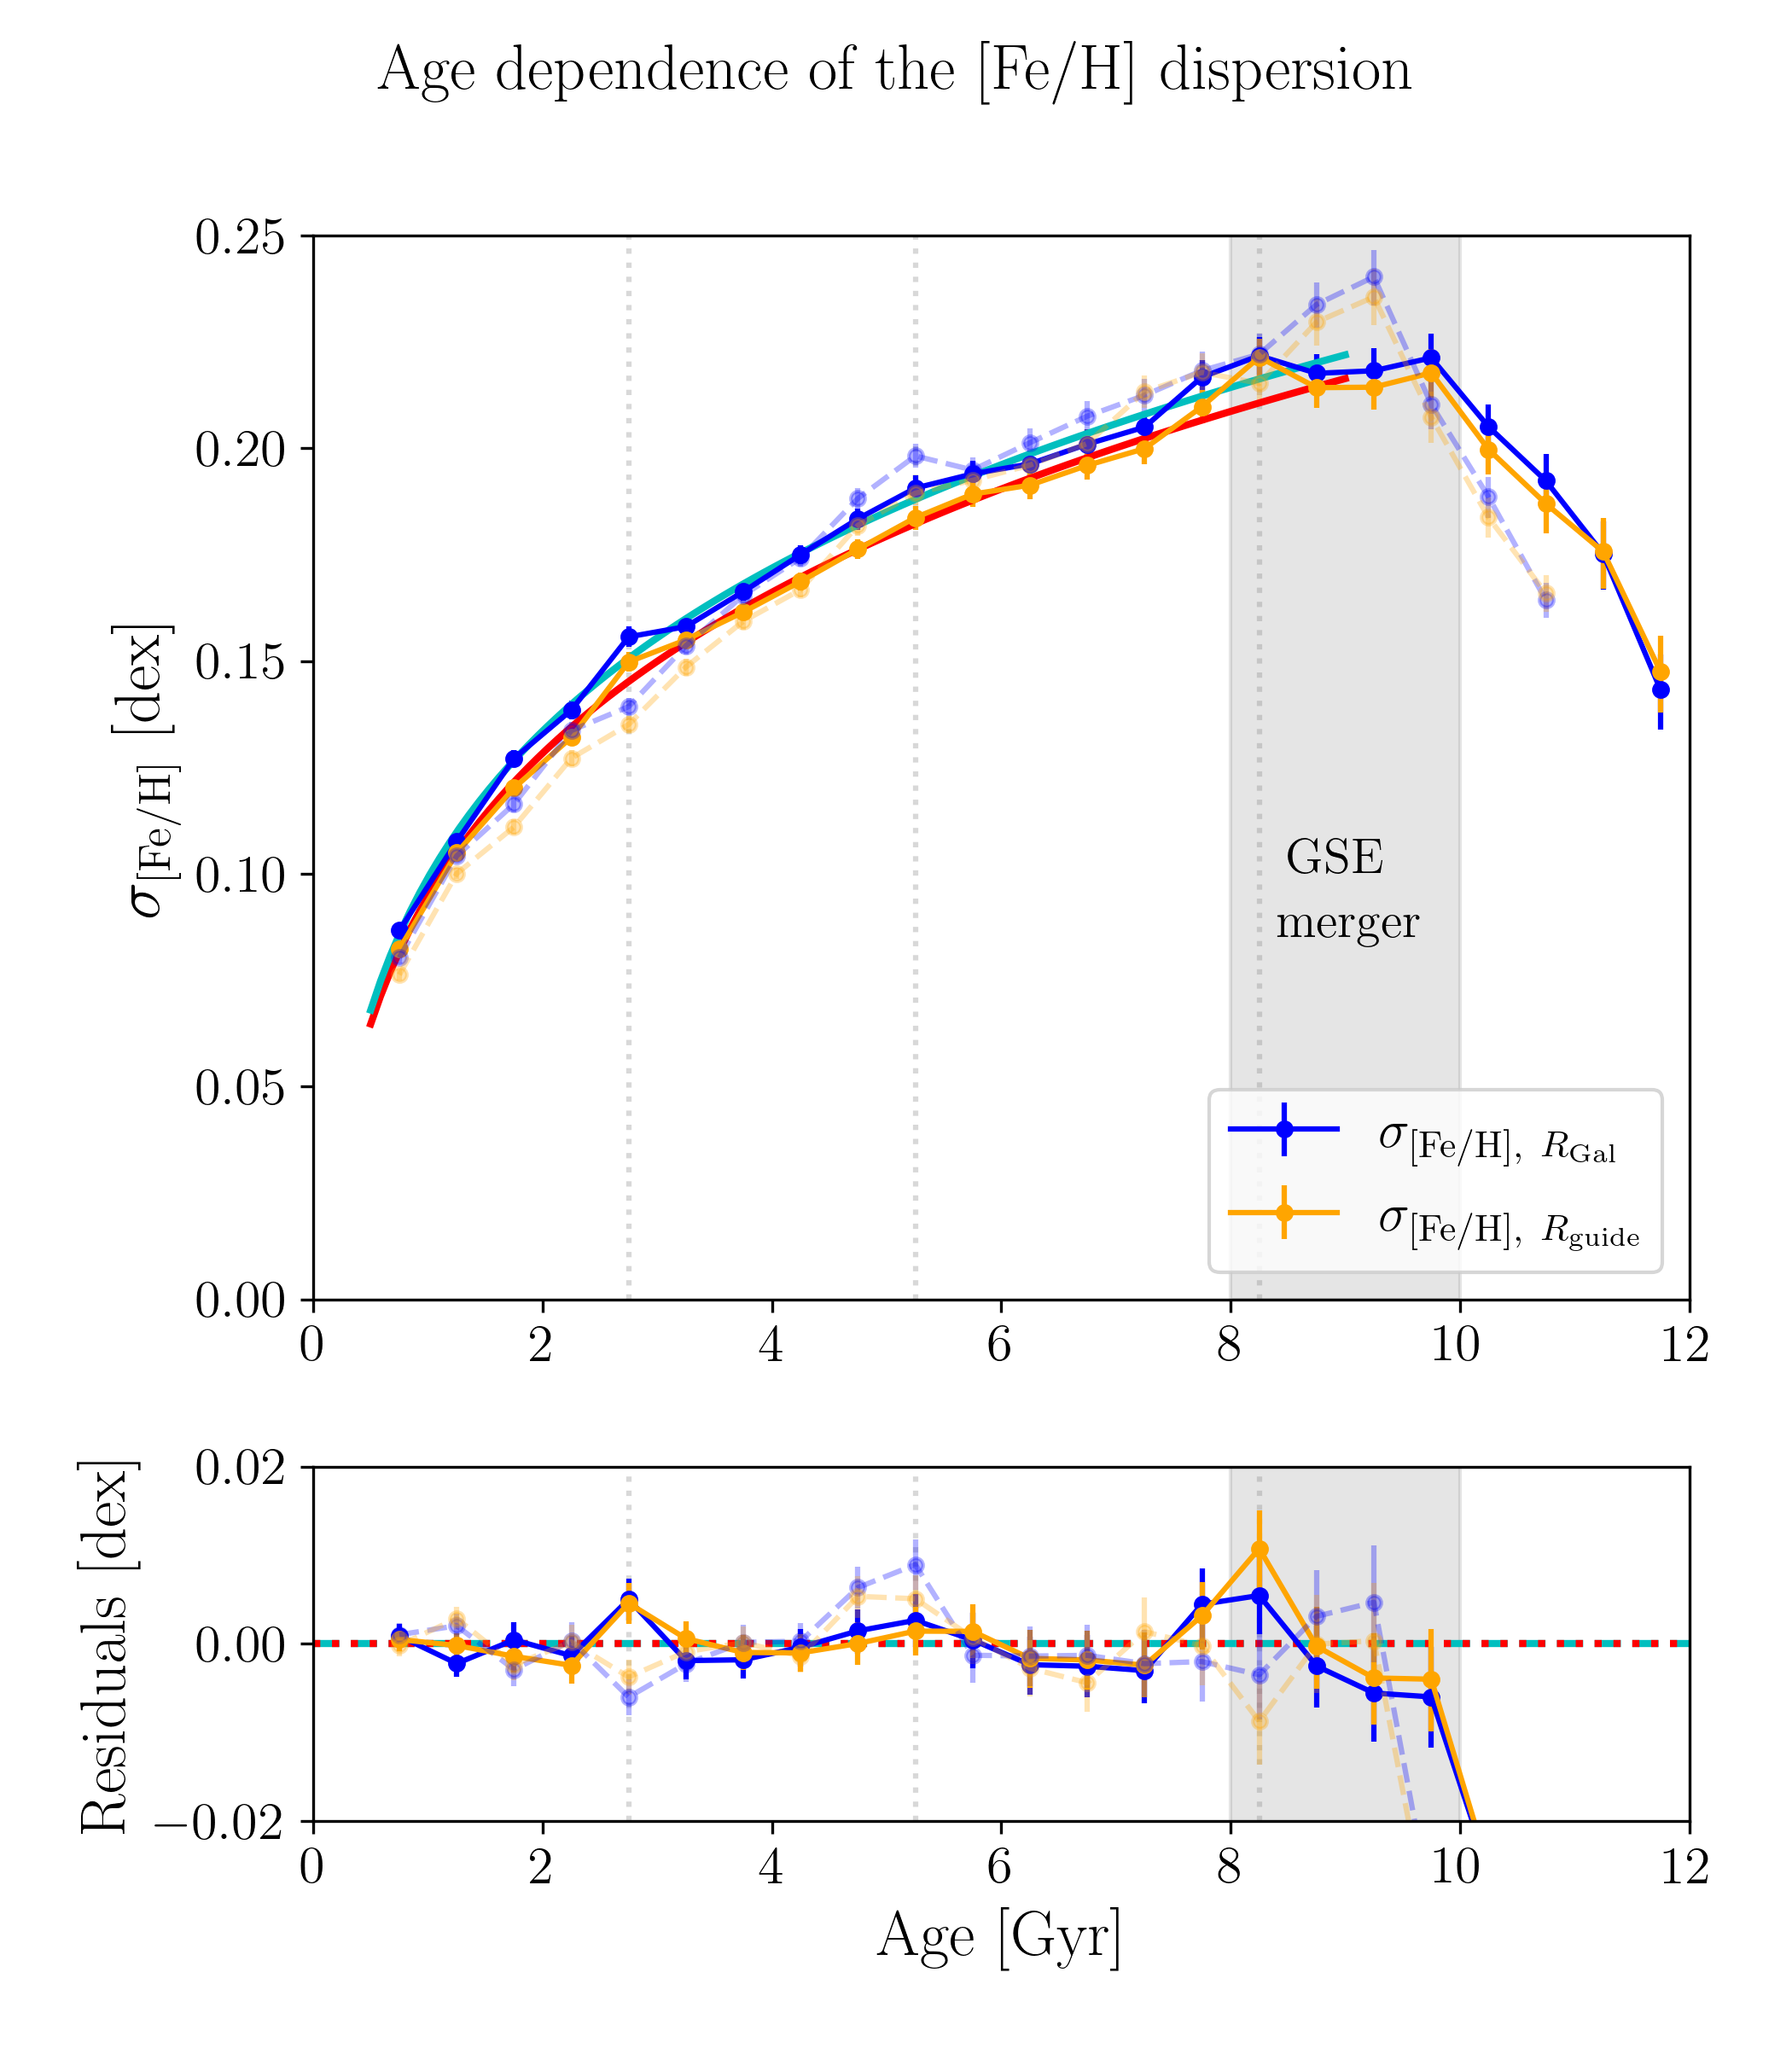 Age dependence of the [Fe/H] dispersion
0.25
0.20
0.15
0.10
0.05
0.00
σ[Fe/H] [dex]
GSE
merger
σ[Fe/H], RGal
σ[Fe/H], Rguide
0 2 4 6 8 10 12
0.02
0.00
−0.02
Residuals [dex]
0 2 4 6 8 10 12
Age [Gyr]